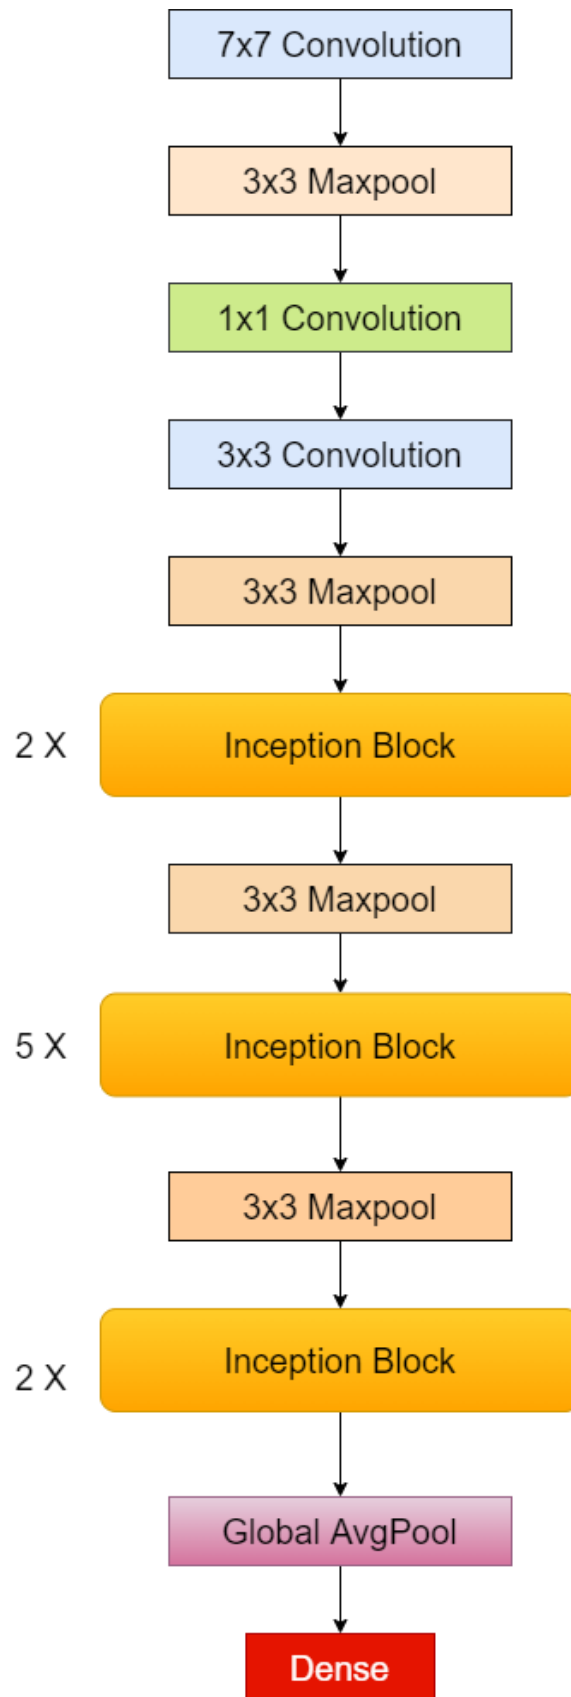 7x7 Convolution
3x3 Maxpool
1x1 Convolution
3x3 Convolution
3x3 Maxpool
2 X Inception Block
3x3 Maxpool
5 X Inception Block
3x3 Maxpool
2 X Inception Block
Global AvgPool
Dense